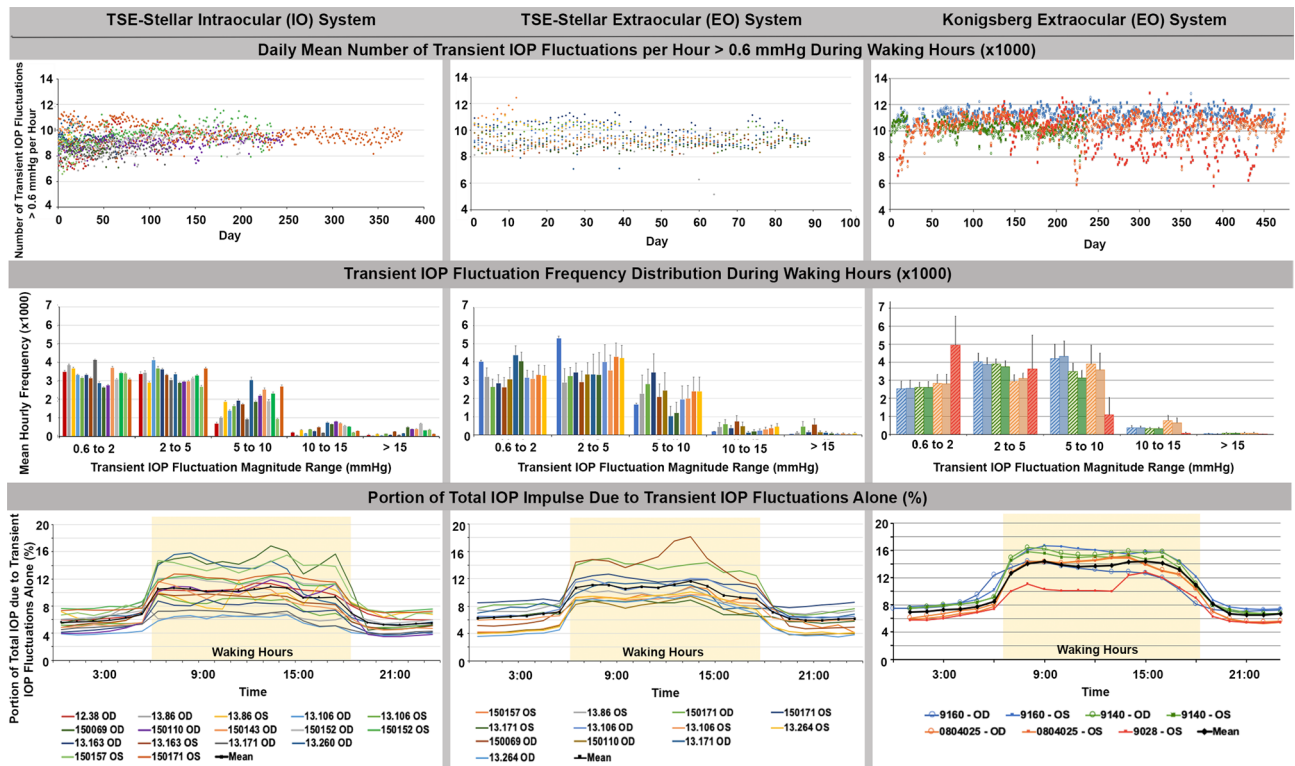 TSE-Stellar Intraocular (IO) System
TSE-Stellar Extraocular (EO) System
Konigsberg Extraocular (EO) System
Daily Mean Number of Transient IOP Fluctuations per Hour > 0.6 mmHg During Waking Hours (x1000)
Number of Transient IOP Fluctuations
> 0.6 mmHg per Hour
14
12
10
8
6
4
0 50 100 150 200 250 300 350 400
Day
14
12
10
8
6
4
0 10 20 30 40 50 60 70 80 90 100
Day
14
12
10
8
6
4
0 50 100 150 200 250 300 350 400 450
Day
Transient IOP Fluctuation Frequency Distribution During Waking Hours (x1000)
Mean Hourly Frequency (x1000)
7
6
5
4
3
2
1
0
0.6 to 2 2 to 5 5 to 10 10 to 15 > 15
Transient IOP Fluctuation Magnitude Range (mmHg)
7
6
5
4
3
2
1
0
0.6 to 2 2 to 5 5 to 10 10 to 15 > 15
Transient IOP Fluctuation Magnitude Range (mmHg)
7
6
5
4
3
2
1
0
0.6 to 2 2 to 5 5 to 10 10 to 15 > 15
Transient IOP Fluctuation Magnitude Range (mmHg)
Portion of Total IOP Impulse Due to Transient IOP Fluctuations Alone (%)
Portion of Total IOP due to Transient
IOP Fluctuations Alone (%)
20
16
12
8
4
0
Waking Hours
3:00 9:00 15:00 21:00
Time
20
16
12
8
4
0
Waking Hours
3:00 9:00 15:00 21:00
Time
20
16
12
8
4
0
Waking Hours
3:00 9:00 15:00 21:00
Time
12.38 OD 13.86 OD 13.86 OS 13.106 OD 13.106 OS
150069 OD 150110 OD 150143 OD 150152 OD 150152 OS
13.163 OD 13.163 OS 13.171 OD 13.260 OD
150157 OS 150171 OS Mean
150157 OS 13.86 OS 150171 OD 150171 OS
13.171 OS 13.106 OD 13.106 OS 13.264 OS
150069 OD 150110 OD 13.171 OD
13.264 OD Mean
9160 - OD 9160 - OS 9140 - OD 9140 - OS
0804025 - OD 0804025 - OS 9028 - OS Mean